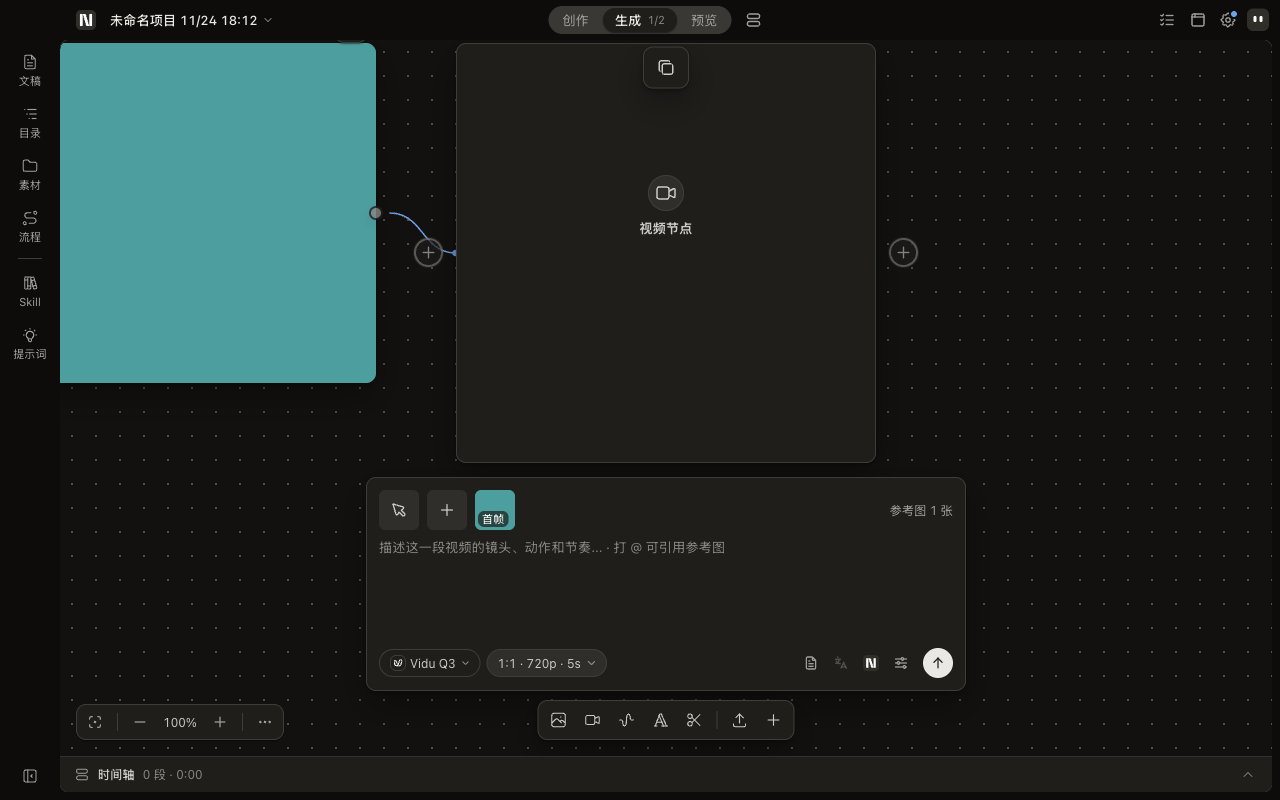 未命名项目 11/24 18:12
创作
生成 1/2
预览
文稿
目录
素材
流程
Skill
提示词
视频节点
首帧
参考图 1 张
描述这一段视频的镜头、动作和节奏... · 打 @ 可引用参考图
Vidu Q3
1:1 · 720p · 5s
100%
时间轴 0 段 · 0:00